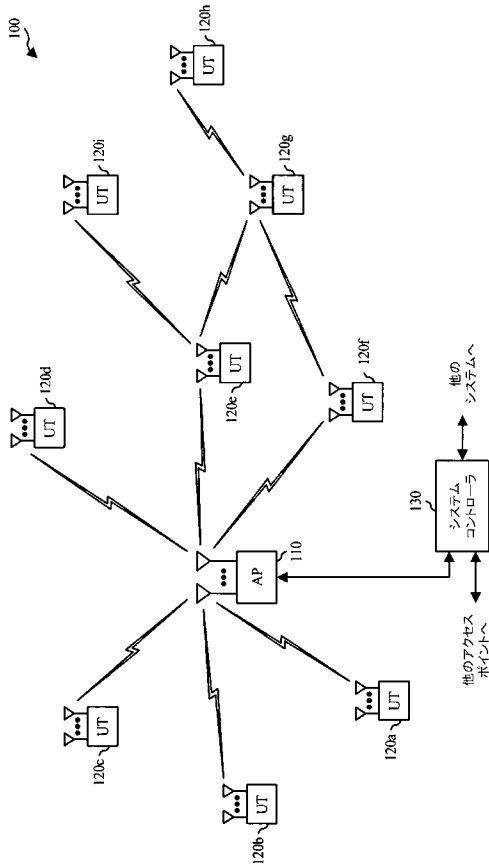 100
120h
UT
120i
UT
120g
UT
120d
UT
120e
UT
120f
UT
110
AP
他の
システムへ
130
システム
コントローラ
他のアクセス
ポイントへ
120c
UT
120b
UT
120a
UT